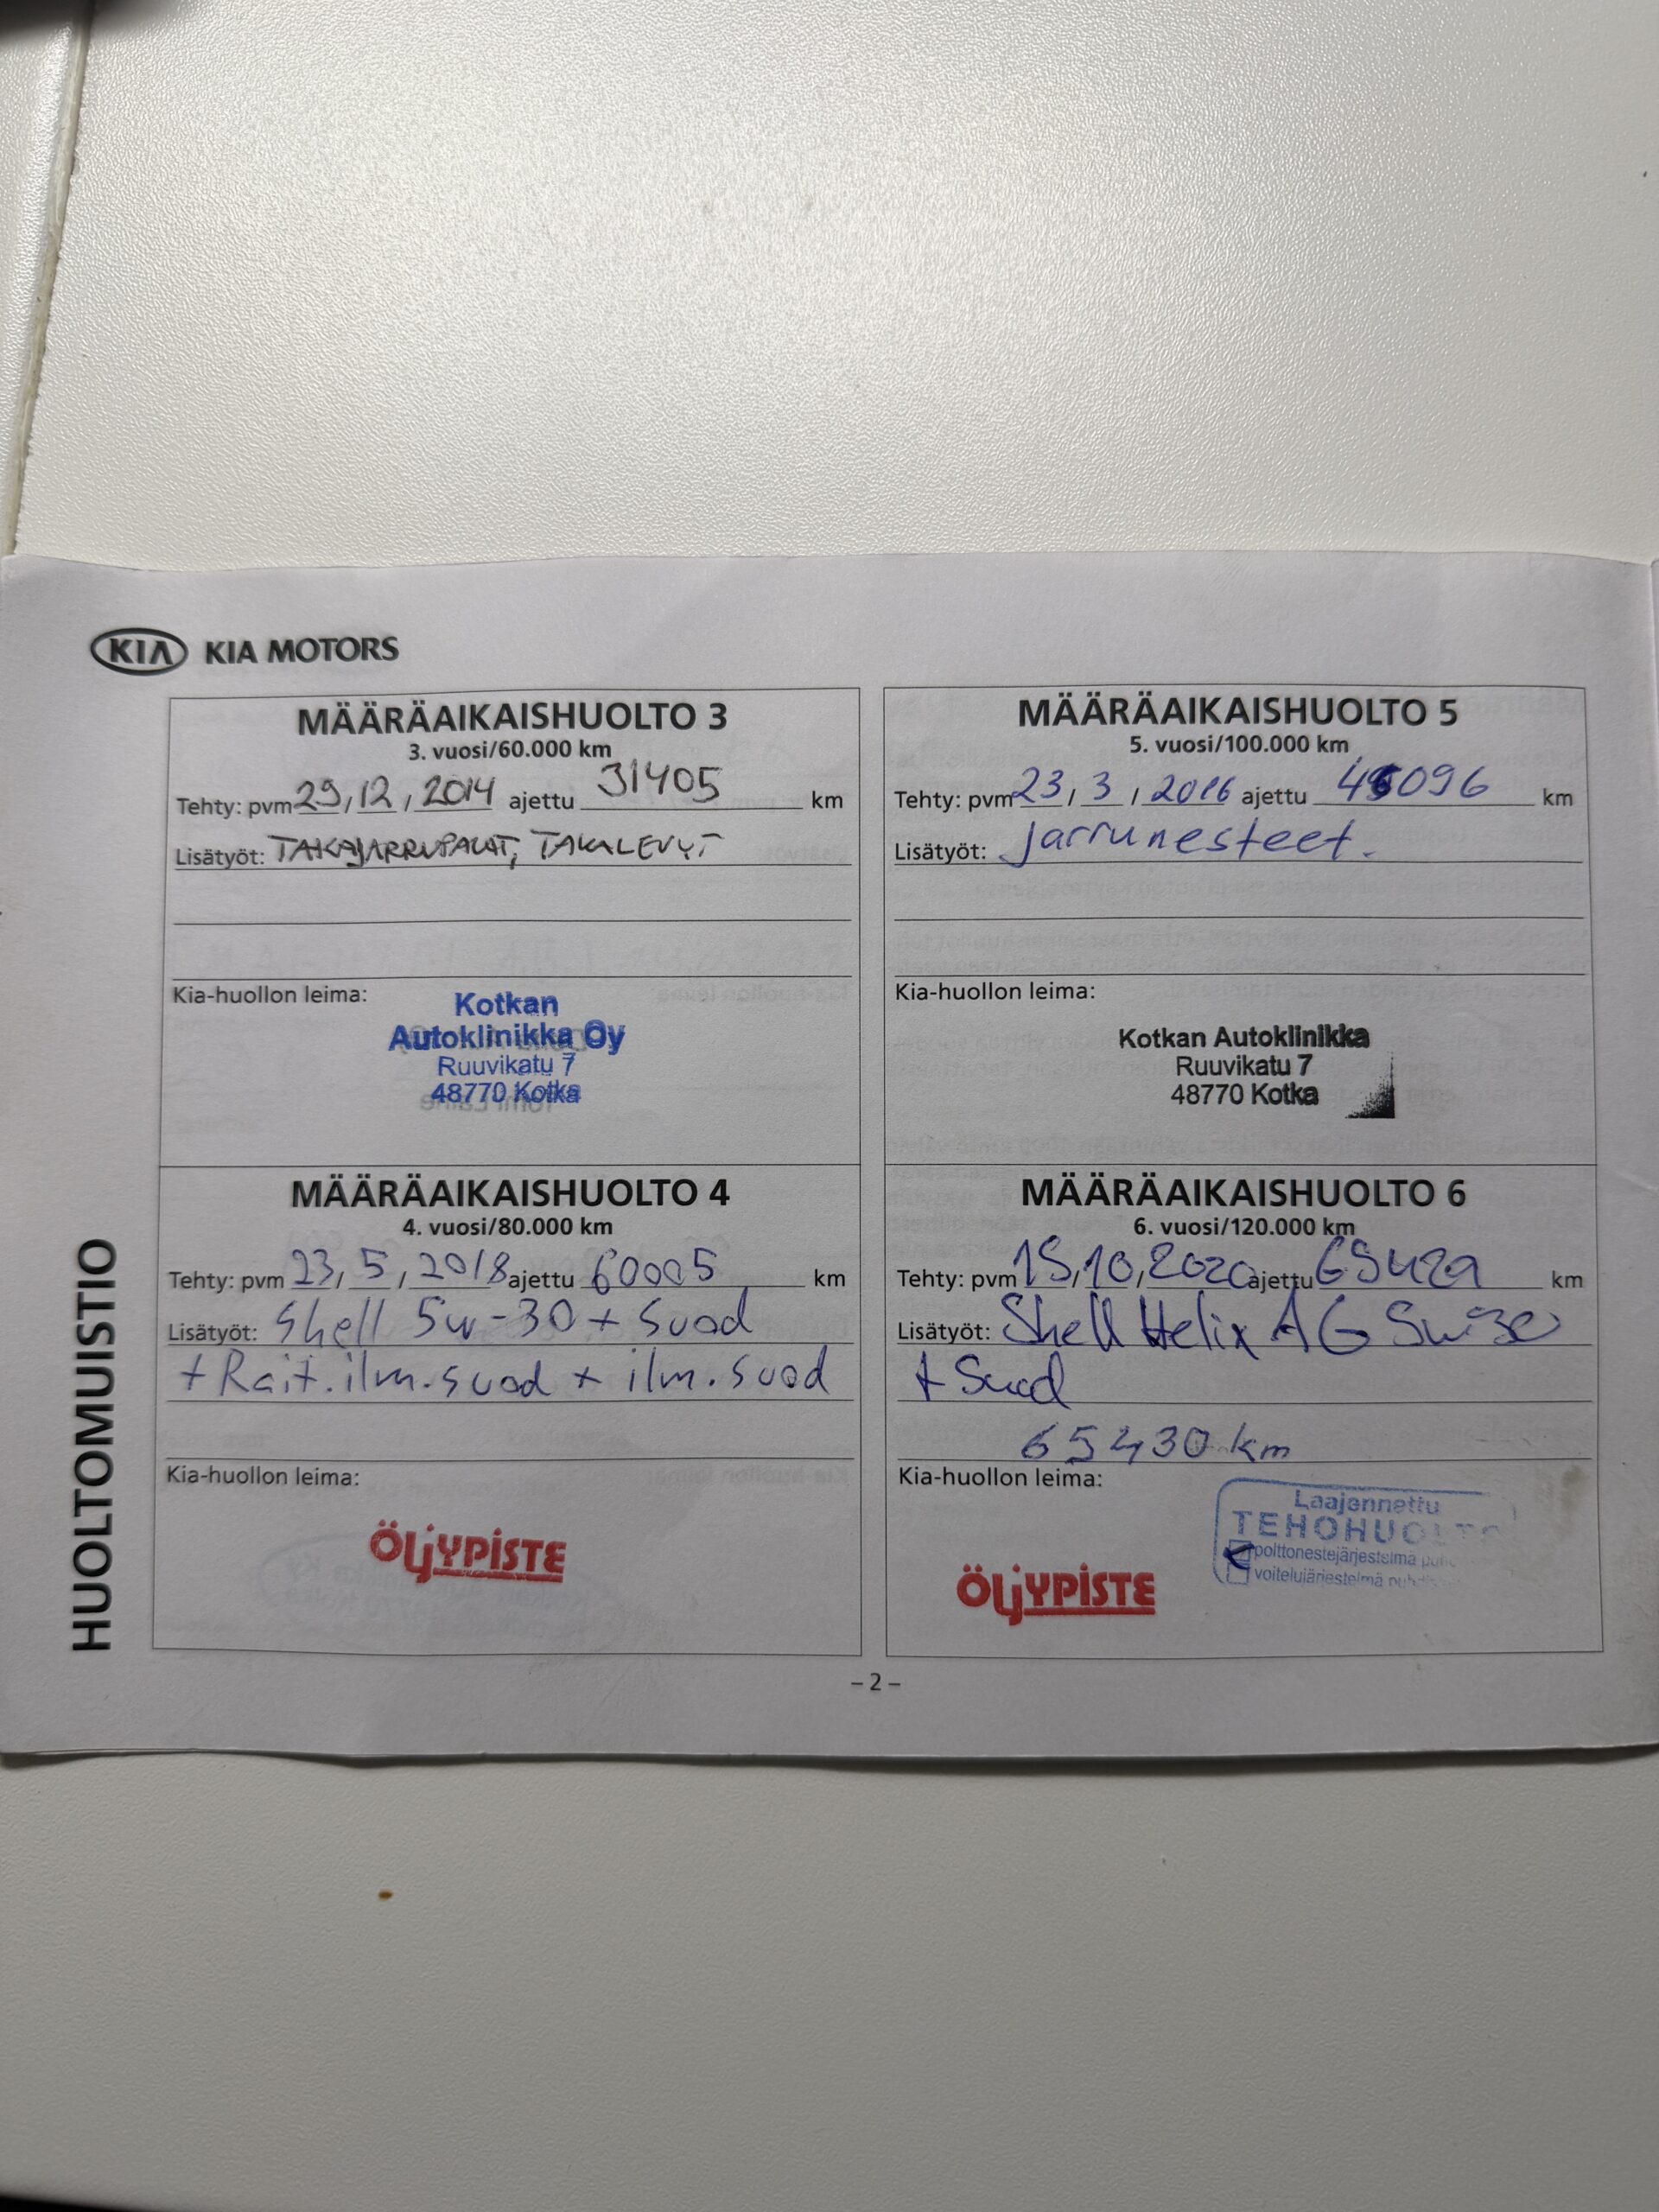 KIA KIA MOTORS
MÄÄRÄAIKAISHUOLTO 3
3. vuosi/60.000 km
Tehty: pvm 29, 12, 2014 ajettu 31405 km
Lisätyöt: TAKAJARRUPALAT, TAKALEVYT
Kia-huollon leima:
Kotkan
Autoklinikka Oy
Ruuvikatu 7
48770 Kotka
MÄÄRÄAIKAISHUOLTO 4
4. vuosi/80.000 km
Tehty: pvm 23, 5, 2018 ajettu 60005 km
Lisätyöt: Shell 5w-30 + Suod
+ Rait.ilm.suod + ilm.suod
Kia-huollon leima:
ÖLJYPISTE
MÄÄRÄAIKAISHUOLTO 5
5. vuosi/100.000 km
Tehty: pvm 23/3/2016 ajettu 096 km
Lisätyöt: jarrunesteet.
Kia-huollon leima:
Kotkan Autoklinikka
Ruuvikatu 7
48770 Kotka
MÄÄRÄAIKAISHUOLTO 6
6. vuosi/120.000 km
Tehty: pvm 15,10,2020 ajettu km
Lisätyöt: Shell Helix AG 5w30
+ Suod
65430 km
Kia-huollon leima:
Laajennettu
TEHOHUOLTO
polttonestejärjestelmä
voitelujärjestelmä
ÖLJYPISTE
HUOLTOMUISTIO
– 2 –